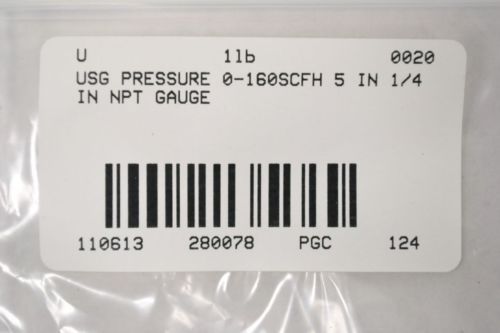 U 1lb 0020
USG PRESSURE 0-160SCFH 5 IN 1/4
IN NPT GAUGE
110613 280078 PGC 124